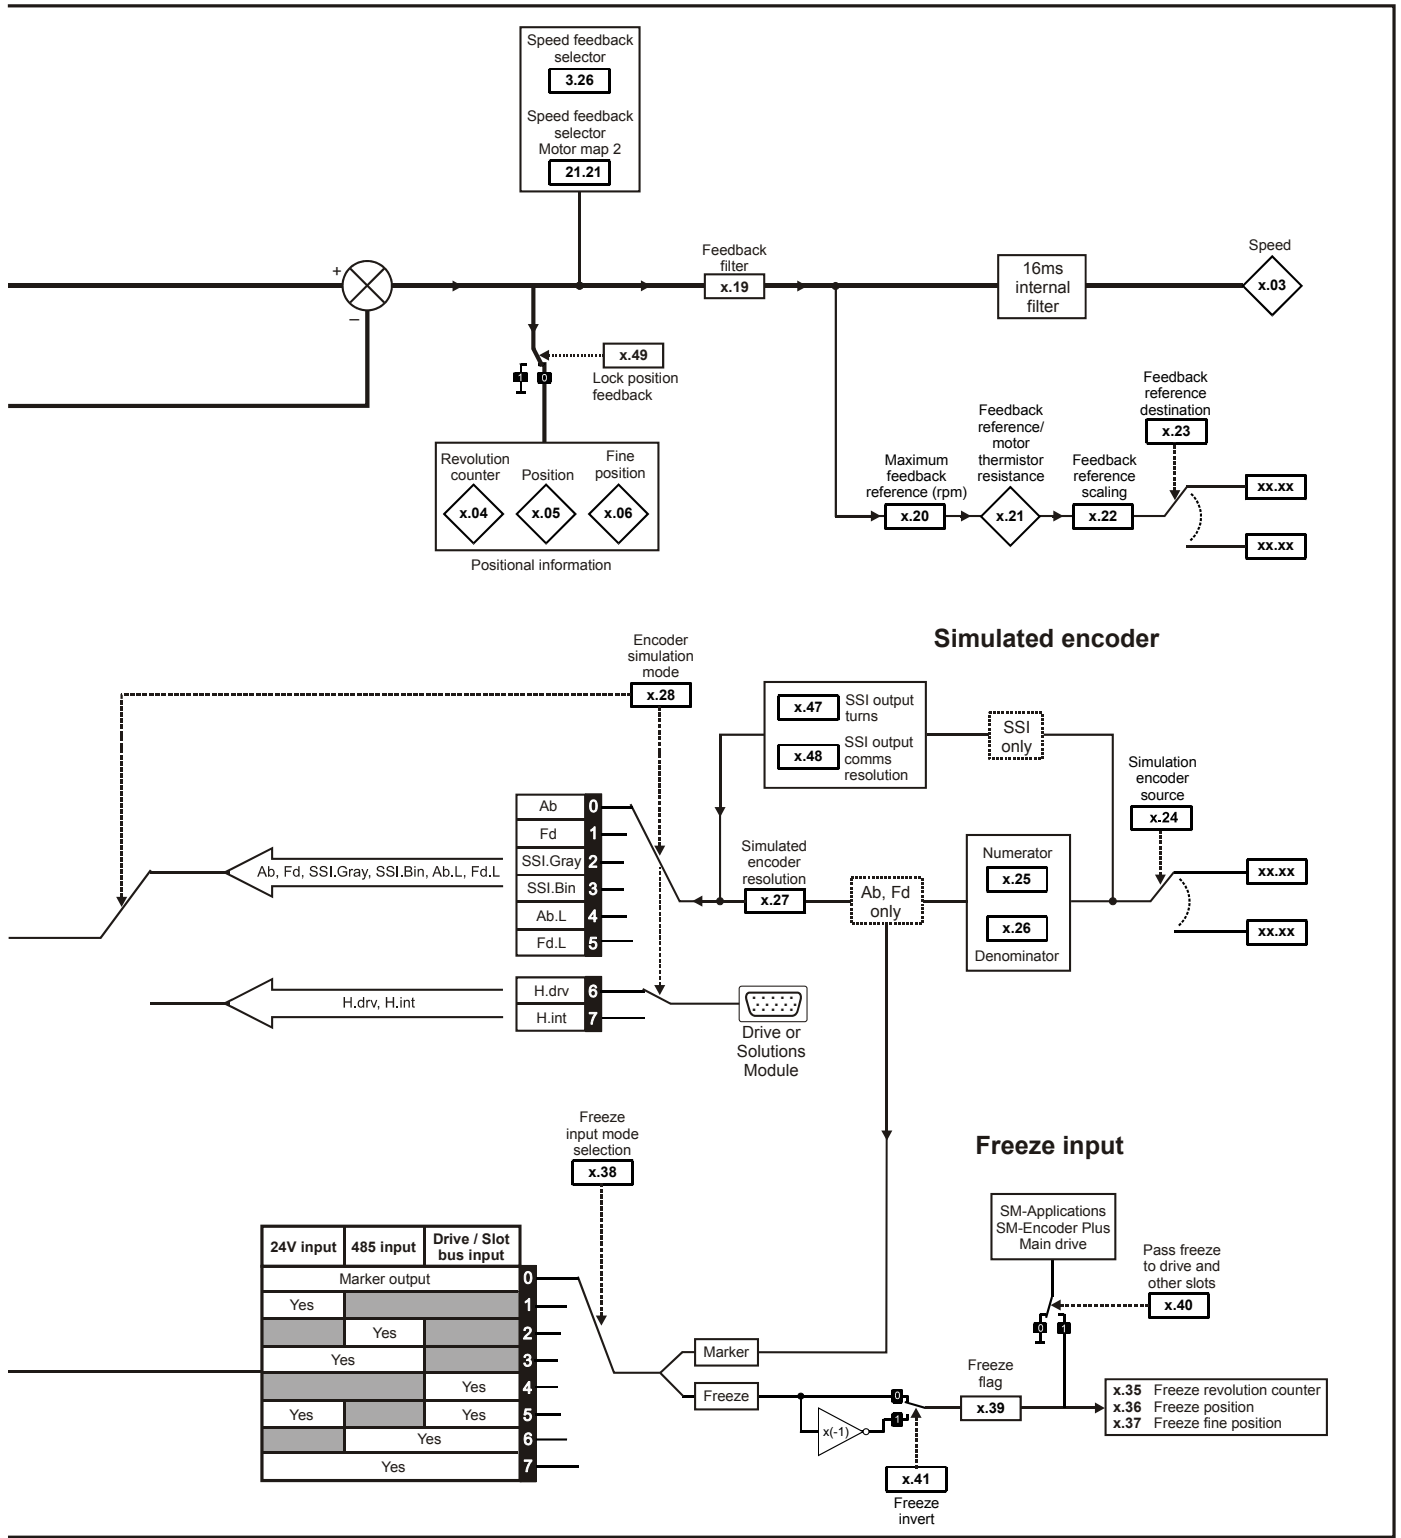 Speed feedback
selector
3.26
Speed feedback
selector
Motor map 2
21.21
Feedback
filter
x.19
16ms
internal
filter
Speed
x.03
+
–
x.49
Lock position
feedback
1 0
Revolution
counter
x.04
Position
x.05
Fine
position
x.06
Positional information
Maximum
feedback
reference (rpm)
x.20
Feedback
reference/
motor
thermistor
resistance
x.21
Feedback
reference
scaling
x.22
Feedback
reference
destination
x.23
xx.xx
xx.xx
Simulated encoder
Encoder
simulation
mode
x.28
x.47 SSI output
turns
x.48 SSI output
comms
resolution
SSI
only
Simulation
encoder
source
x.24
xx.xx
xx.xx
Ab, Fd, SSI.Gray, SSI.Bin, Ab.L, Fd.L
Ab 0
Fd 1
SSI.Gray 2
SSI.Bin 3
Ab.L 4
Fd.L 5
Simulated
encoder
resolution
x.27
Ab, Fd
only
Numerator
x.25
x.26
Denominator
H.drv, H.int
H.drv 6
H.int 7
Drive or
Solutions
Module
Freeze input
Freeze
input mode
selection
x.38
24V input 485 input Drive / Slot
bus input
Marker output 0
Yes 1
Yes 2
Yes 3
Yes 4
Yes Yes 5
Yes 6
Yes 7
Marker
Freeze
x(-1)
0
1
x.41
Freeze
invert
Freeze
flag
x.39
SM-Applications
SM-Encoder Plus
Main drive
0 1
Pass freeze
to drive and
other slots
x.40
x.35 Freeze revolution counter
x.36 Freeze position
x.37 Freeze fine position